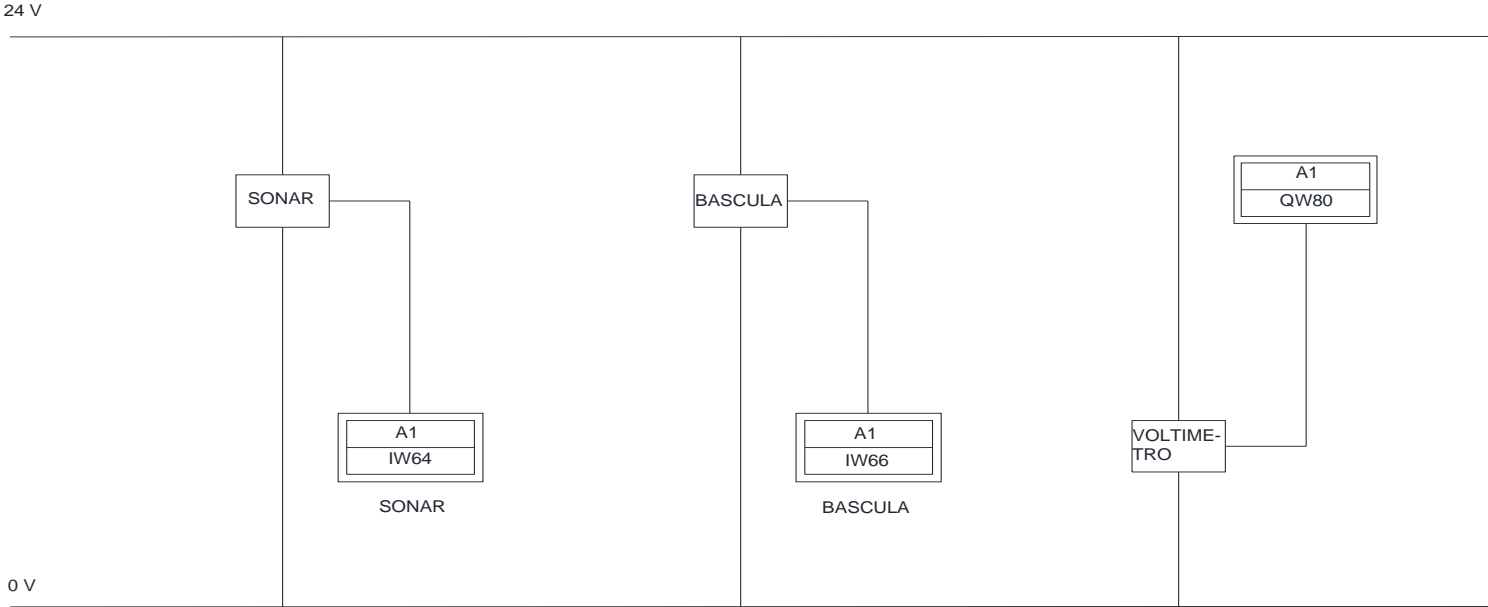 24 V
SONAR
A1
IW64
SONAR
BASCULA
A1
IW66
BASCULA
A1
QW80
VOLTIME-
TRO
0 V